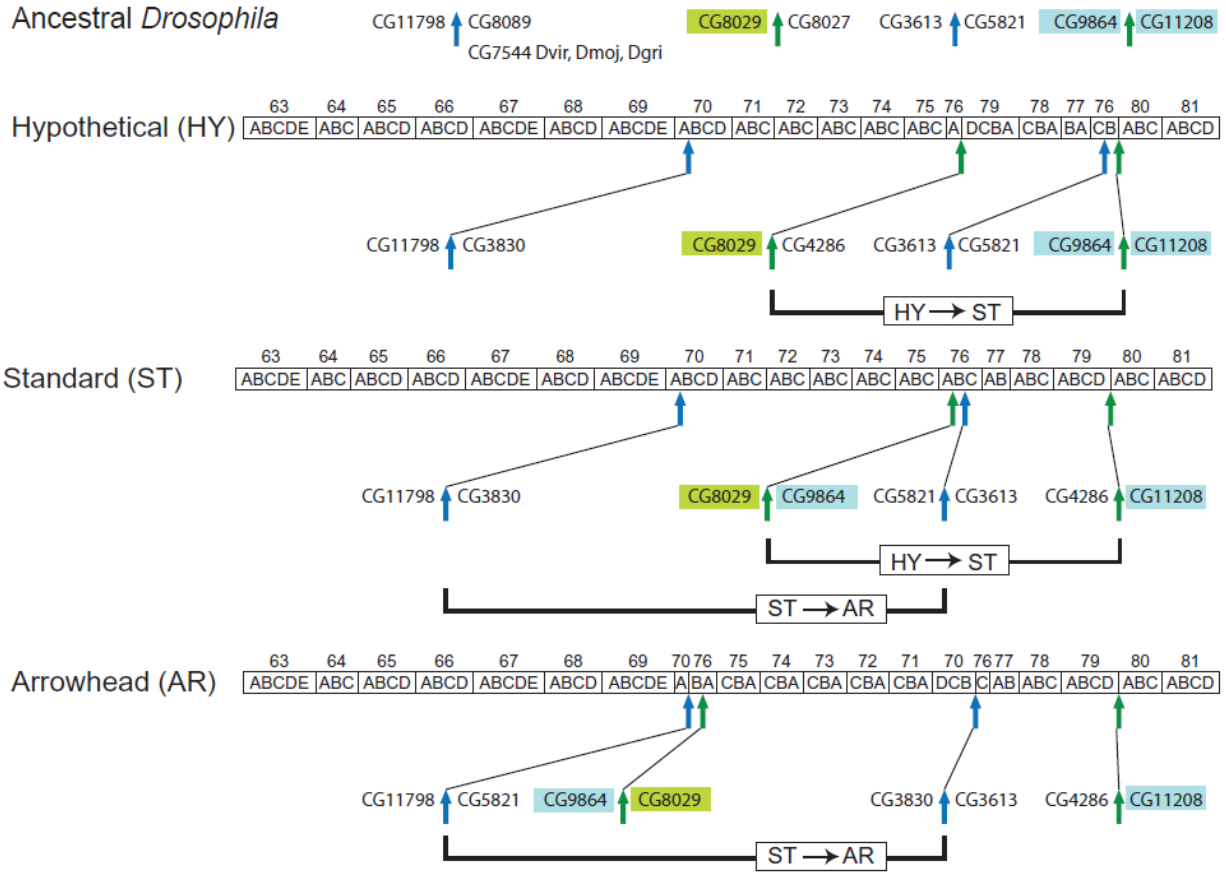 Ancestral Drosophila CG11798 CG8089 CG8029 CG8027 CG3613 CG5821 CG9864 CG11208
CG7544 Dvir, Dmoj, Dgri
63 64 65 66 67 68 69 70 71 72 73 74 75 76 79 78 77 76 80 81
Hypothetical (HY) ABCDE ABC ABCD ABCD ABCDE ABCD ABCDE ABCD ABC ABC ABC ABC ABC A DCBA CBA BA CB ABC ABCD
CG11798 CG3830 CG8029 CG4286 CG3613 CG5821 CG9864 CG11208
HY → ST
63 64 65 66 67 68 69 70 71 72 73 74 75 76 77 78 79 80 81
Standard (ST) ABCDE ABC ABCD ABCD ABCDE ABCD ABCDE ABCD ABC ABC ABC ABC ABC ABC AB ABC ABCD ABC ABCD
CG11798 CG3830 CG8029 CG9864 CG5821 CG3613 CG4286 CG11208
HY → ST
ST → AR
63 64 65 66 67 68 69 70 76 75 74 73 72 71 70 76 77 78 79 80 81
Arrowhead (AR) ABCDE ABC ABCD ABCD ABCDE ABCD ABCDE A BA CBA CBA CBA CBA CBA DCB C AB ABC ABCD ABC ABCD
CG11798 CG5821 CG9864 CG8029 CG3830 CG3613 CG4286 CG11208
ST → AR